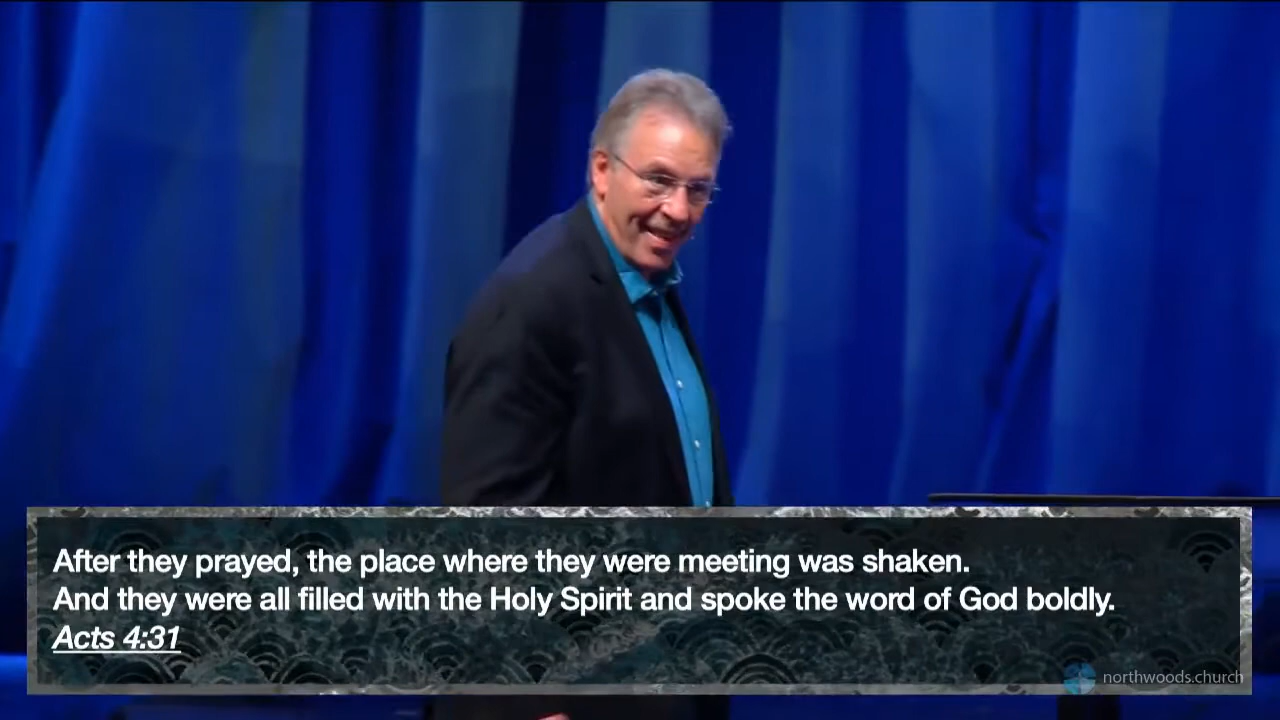 After they prayed, the place where they were meeting was shaken.
And they were all filled with the Holy Spirit and spoke the word of God boldly.
Acts 4:31
northwoods.church